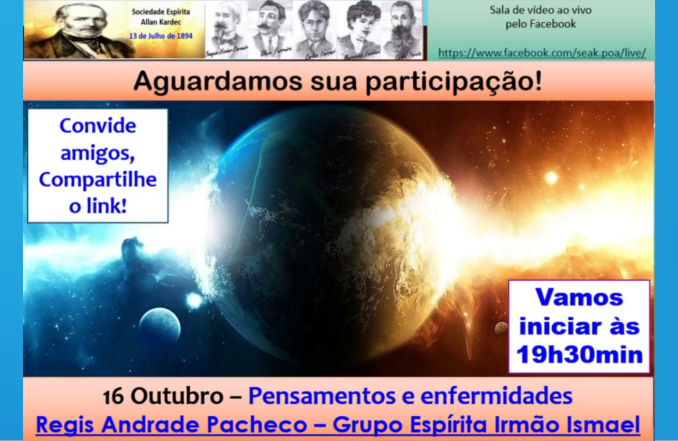 Sociedade Espírita
Allan Kardec
13 de Julho de 1894
Sala de vídeo ao vivo
pelo Facebook
https://www.facebook.com/seak.poa/live/
Aguardamos sua participação!
Convide
amigos,
Compartilhe
o link!
Vamos
iniciar às
19h30min
16 Outubro – Pensamentos e enfermidades
Regis Andrade Pacheco – Grupo Espírita Irmão Ismael